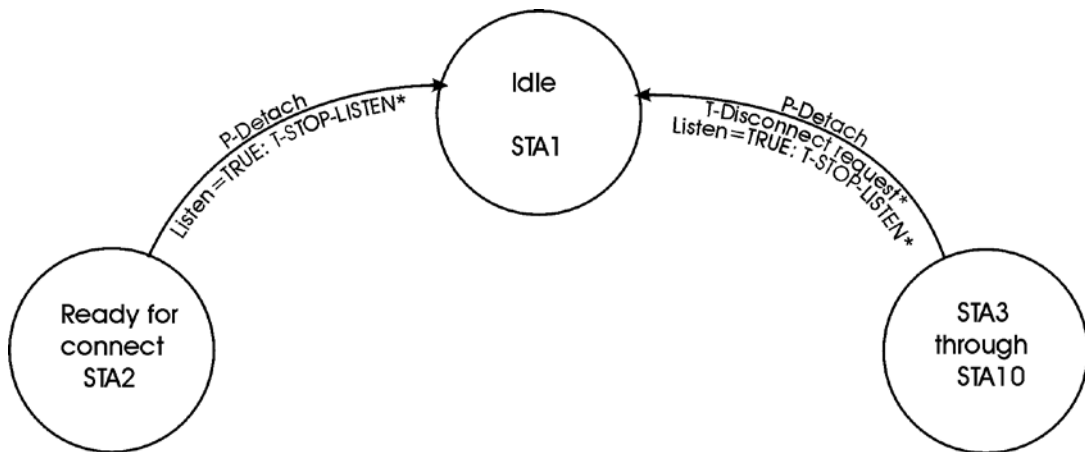 Idle
STA1
P-Detach
Listen=TRUE: T-STOP-LISTEN*
P-Detach
T-Disconnect request*
Listen=TRUE: T-STOP-LISTEN*
Ready for
connect
STA2
STA3
through
STA10